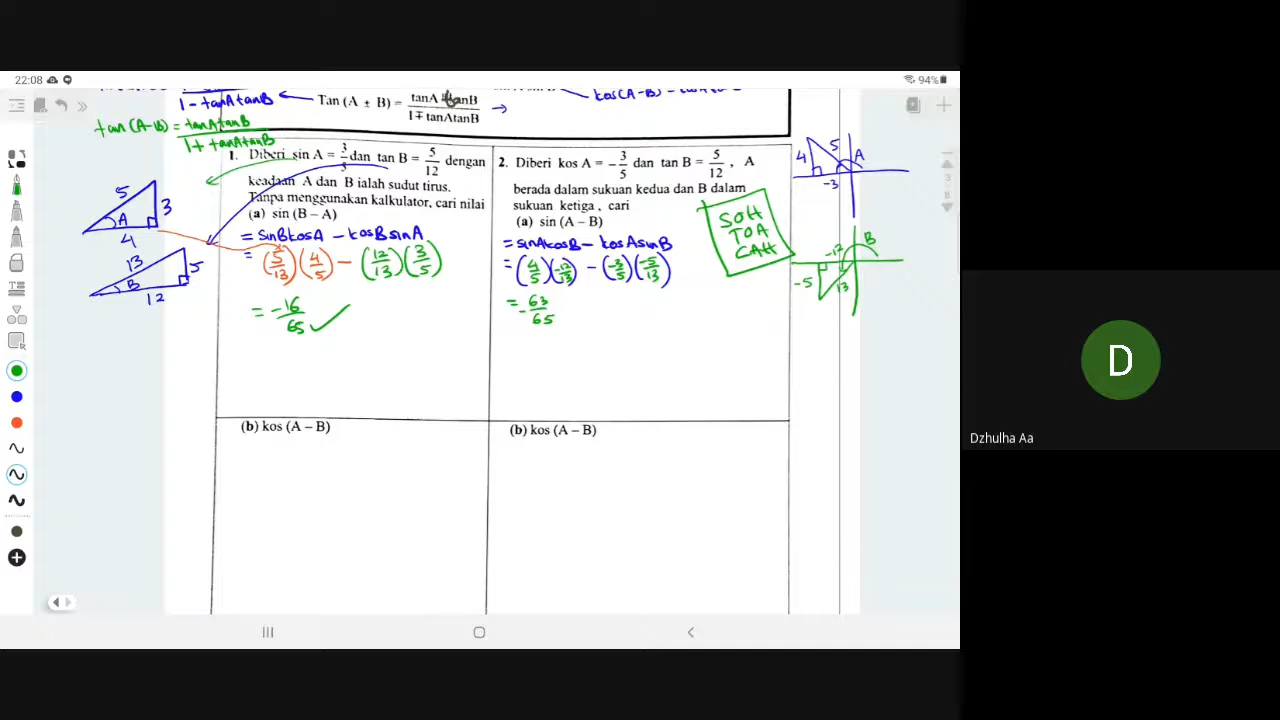 22:08
94%
1 - tanAtanB
Tan (A ± B) = tanA ± tanB / 1 ∓ tanAtanB
kos(A-B)
tan(A-B) = tanAtanB / 1 + tanAtanB
1. Diberi sin A = 3/5 dan tan B = 5/12 dengan
keadaan A dan B ialah sudut tirus.
Tanpa menggunakan kalkulator, cari nilai
(a) sin (B – A)
= sinBkosA - kosBsinA
= (5/13)(4/5) - (12/13)(3/5)
= -16/65
5
3
A
4
13
5
B
12
(b) kos (A – B)
2. Diberi kos A = – 3/5 dan tan B = 5/12 , A
berada dalam sukuan kedua dan B dalam
sukuan ketiga , cari
(a) sin (A – B)
= sinAkosB - kosAsinB
= (4/5)(-12/13) - (-3/5)(-5/13)
= -63/65
SOH
TOA
CAH
4
5
A
-3
-12
B
-5
13
(b) kos (A – B)
D
Dzhulha Aa